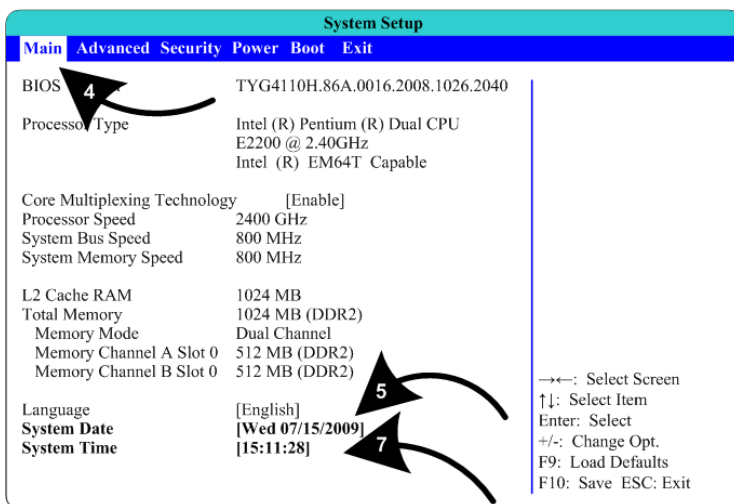 System Setup
Main Advanced Security Power Boot Exit
4
BIOS TYG4110H.86A.0016.2008.1026.2040
Processor Type Intel (R) Pentium (R) Dual CPU
E2200 @ 2.40GHz
Intel (R) EM64T Capable
Core Multiplexing Technology [Enable]
Processor Speed 2400 GHz
System Bus Speed 800 MHz
System Memory Speed 800 MHz
L2 Cache RAM 1024 MB
Total Memory 1024 MB (DDR2)
Memory Mode Dual Channel
Memory Channel A Slot 0 512 MB (DDR2)
Memory Channel B Slot 0 512 MB (DDR2)
5
Language [English]
System Date [Wed 07/15/2009]
System Time [15:11:28]
7
→←: Select Screen
↑↓: Select Item
Enter: Select
+/-: Change Opt.
F9: Load Defaults
F10: Save ESC: Exit